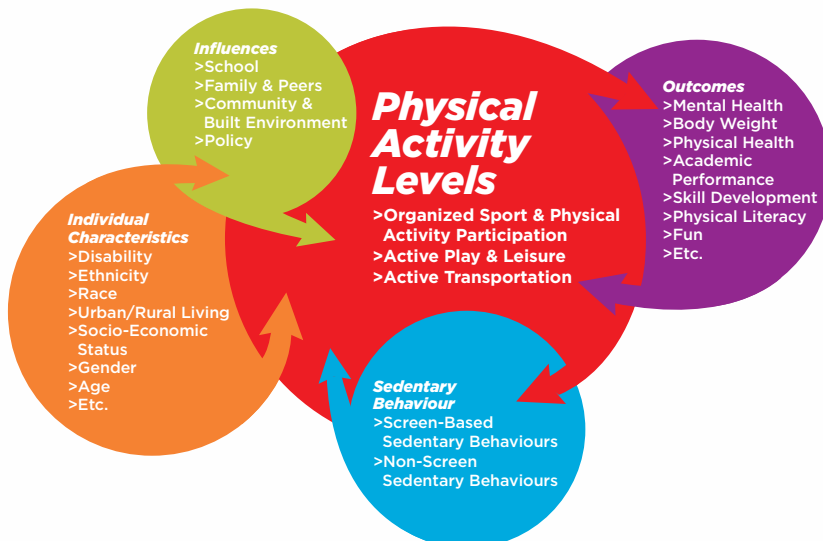 Influences
>School
>Family & Peers
>Community &
Built Environment
>Policy
Physical
Activity
Levels
>Organized Sport & Physical
Activity Participation
>Active Play & Leisure
>Active Transportation
Outcomes
>Mental Health
>Body Weight
>Physical Health
>Academic
Performance
>Skill Development
>Physical Literacy
>Fun
>Etc.
Individual
Characteristics
>Disability
>Ethnicity
>Race
>Urban/Rural Living
>Socio-Economic
Status
>Gender
>Age
>Etc.
Sedentary
Behaviour
>Screen-Based
Sedentary Behaviours
>Non-Screen
Sedentary Behaviours